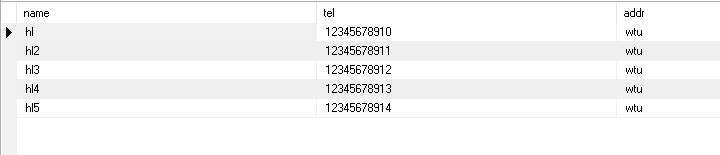 name tel addr
hl 12345678910 wtu
hl2 12345678911 wtu
hl3 12345678912 wtu
hl4 12345678913 wtu
hl5 12345678914 wtu